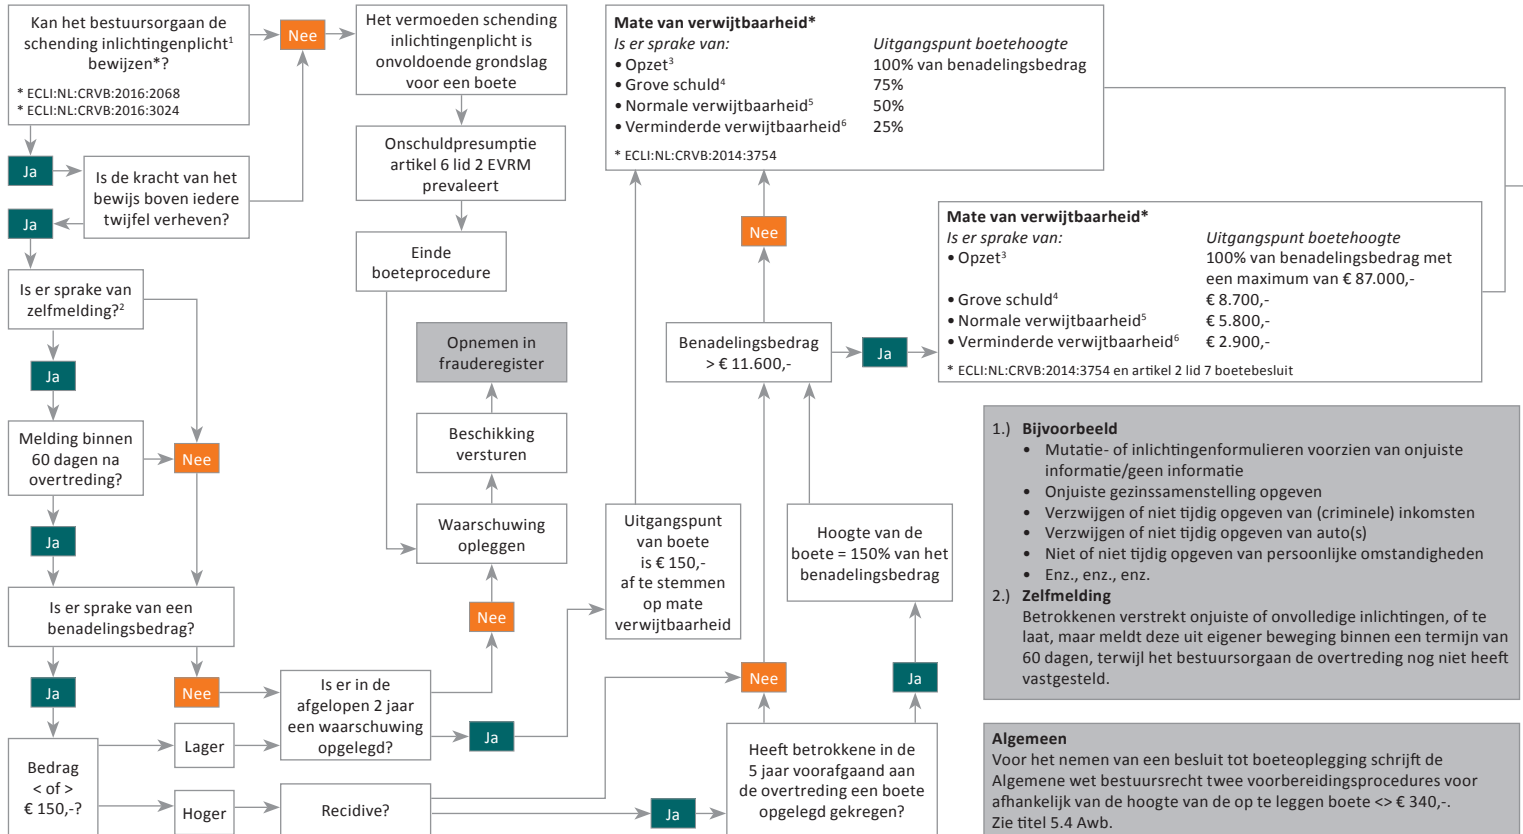 Kan het bestuursorgaan de
schending inlichtingenplicht¹
bewijzen*?
* ECLI:NL:CRVB:2016:2068
* ECLI:NL:CRVB:2016:3024
Nee
Het vermoeden schending
inlichtingenplicht is
onvoldoende grondslag
voor een boete
Ja
Is de kracht van het
bewijs boven iedere
twijfel verheven?
Ja
Onschuldpresumptie
artikel 6 lid 2 EVRM
prevaleert
Einde
boeteprocedure
Is er sprake van
zelfmelding?²
Ja
Melding binnen
60 dagen na
overtreding?
Nee
Ja
Is er sprake van een
benadelingsbedrag?
Ja
Nee
Bedrag
< of >
€ 150,-?
Lager
Hoger
Is er in de
afgelopen 2 jaar
een waarschuwing
opgelegd?
Recidive?
Opnemen in
frauderegister
Beschikking
versturen
Waarschuwing
opleggen
Nee
Ja
Uitgangspunt
van boete
is € 150,-
af te stemmen
op mate
verwijtbaarheid
Ja
Heeft betrokkene in de
5 jaar voorafgaand aan
de overtreding een boete
opgelegd gekregen?
Nee
Ja
Hoogte van de
boete = 150% van het
benadelingsbedrag
Benadelingsbedrag
> € 11.600,-
Nee
Ja
Mate van verwijtbaarheid*
Is er sprake van: Uitgangspunt boetehoogte
• Opzet³ 100% van benadelingsbedrag
• Grove schuld⁴ 75%
• Normale verwijtbaarheid⁵ 50%
• Verminderde verwijtbaarheid⁶ 25%
* ECLI:NL:CRVB:2014:3754
Mate van verwijtbaarheid*
Is er sprake van: Uitgangspunt boetehoogte
• Opzet³ 100% van benadelingsbedrag met
een maximum van € 87.000,-
• Grove schuld⁴ € 8.700,-
• Normale verwijtbaarheid⁵ € 5.800,-
• Verminderde verwijtbaarheid⁶ € 2.900,-
* ECLI:NL:CRVB:2014:3754 en artikel 2 lid 7 boetebesluit
1.) Bijvoorbeeld
• Mutatie- of inlichtingenformulieren voorzien van onjuiste
informatie/geen informatie
• Onjuiste gezinssamenstelling opgeven
• Verzwijgen of niet tijdig opgeven van (criminele) inkomsten
• Verzwijgen of niet tijdig opgeven van auto(s)
• Niet of niet tijdig opgeven van persoonlijke omstandigheden
• Enz., enz., enz.
2.) Zelfmelding
Betrokkenen verstrekt onjuiste of onvolledige inlichtingen, of te
laat, maar meldt deze uit eigener beweging binnen een termijn van
60 dagen, terwijl het bestuursorgaan de overtreding nog niet heeft
vastgesteld.
Algemeen
Voor het nemen van een besluit tot boeteoplegging schrijft de
Algemene wet bestuursrecht twee voorbereidingsprocedures voor
afhankelijk van de hoogte van de op te leggen boete <> € 340,-.
Zie titel 5.4 Awb.